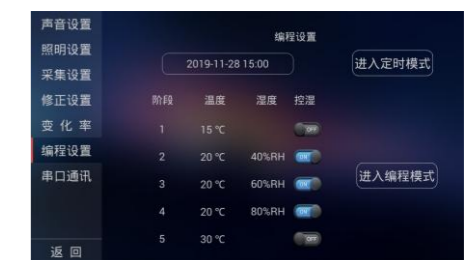 声音设置
照明设置
采集设置
修正设置
变 化 率
编程设置
串口通讯
返 回
编程设置
2019-11-28 15:00
阶段 温度 湿度 控湿
1 15 ℃ OFF
2 20 ℃ 40%RH ON
3 20 ℃ 60%RH ON
4 20 ℃ 80%RH ON
5 30 ℃ OFF
进入定时模式
进入编程模式